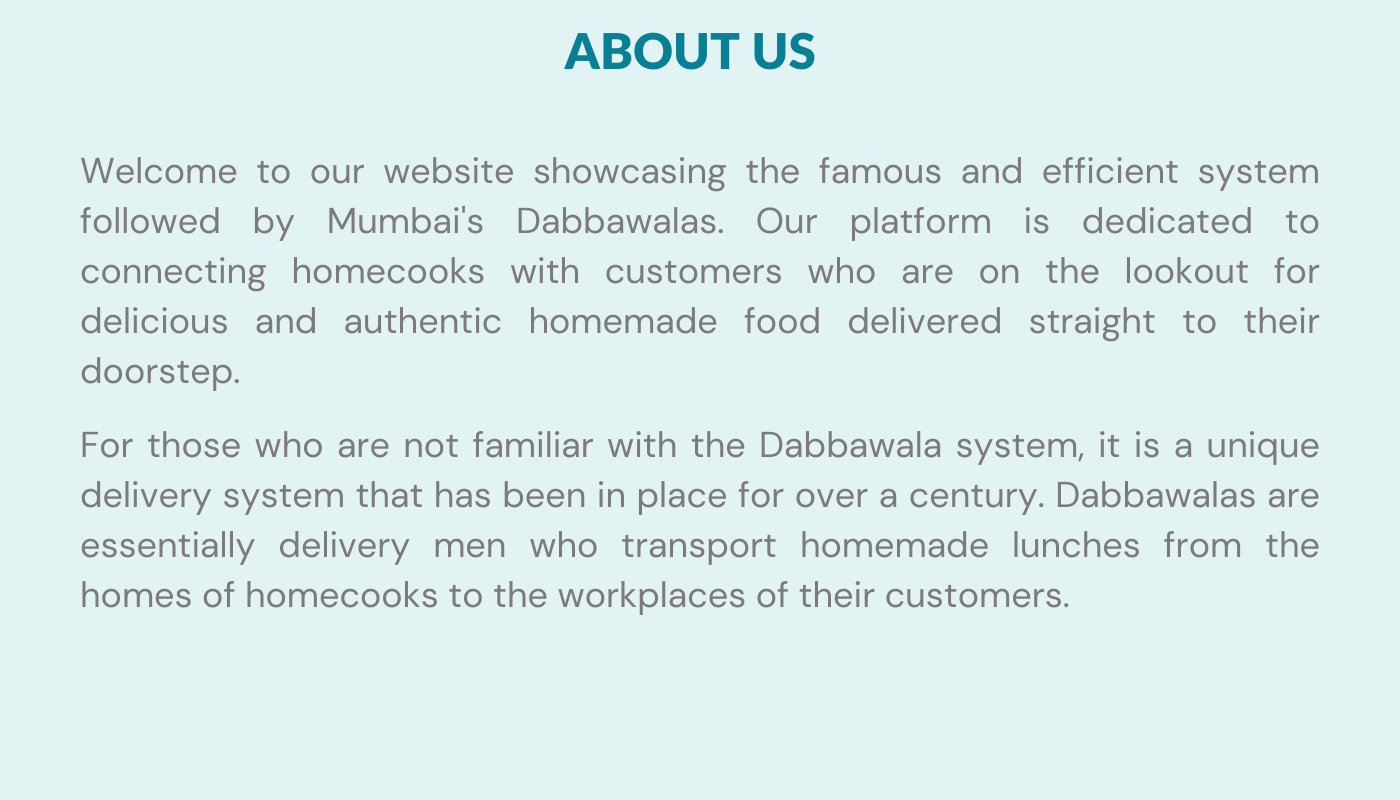 ABOUT US
Welcome to our website showcasing the famous and efficient system
followed by Mumbai's Dabbawalas. Our platform is dedicated to
connecting homecooks with customers who are on the lookout for
delicious and authentic homemade food delivered straight to their
doorstep.
For those who are not familiar with the Dabbawala system, it is a unique
delivery system that has been in place for over a century. Dabbawalas are
essentially delivery men who transport homemade lunches from the
homes of homecooks to the workplaces of their customers.